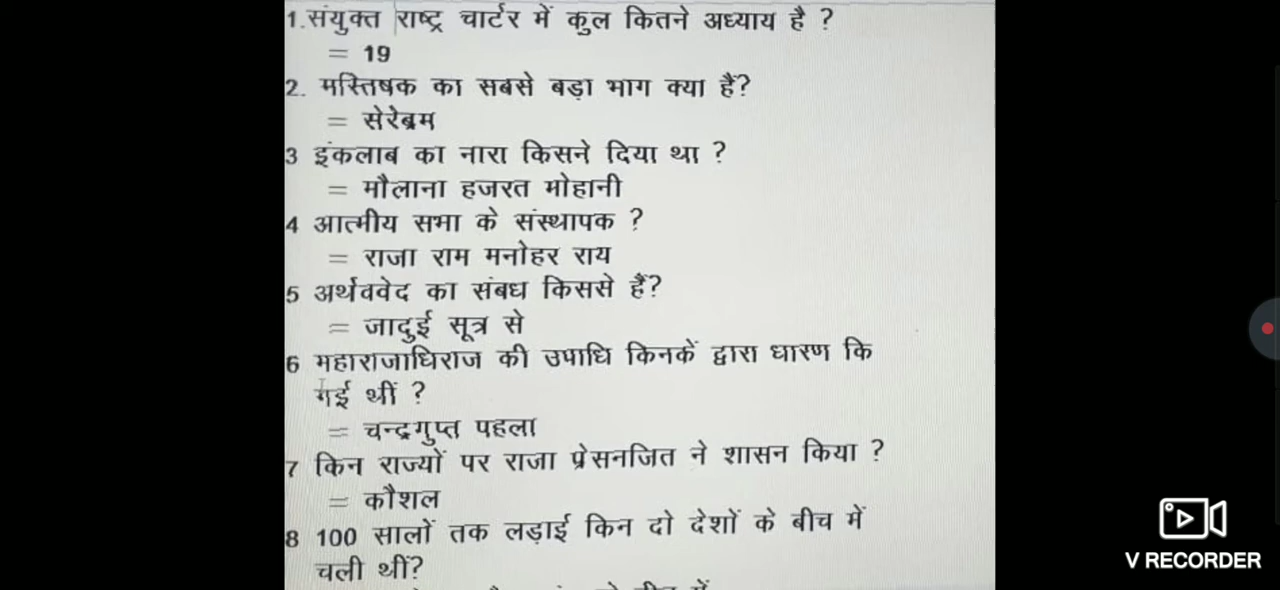 1.संयुक्त राष्ट्र चार्टर में कुल कितने अध्याय है ?
= 19
2. मस्तिषक का सबसे बड़ा भाग क्या हैं?
= सेरेब्रम
3 इंकलाब का नारा किसने दिया था ?
= मौलाना हजरत मोहानी
4 आत्मीय सभा के संस्थापक ?
= राजा राम मनोहर राय
5 अर्थववेद का संबध किससे हैं?
= जादुई सूत्र से
6 महाराजाधिराज की उपाधि किनकें द्वारा धारण कि
गई थीं ?
= चन्द्रगुप्त पहला
7 किन राज्यों पर राजा प्रेसनजित ने शासन किया ?
= कौशल
8 100 सालों तक लड़ाई किन दो देशों के बीच में
चली थीं?
V RECORDER